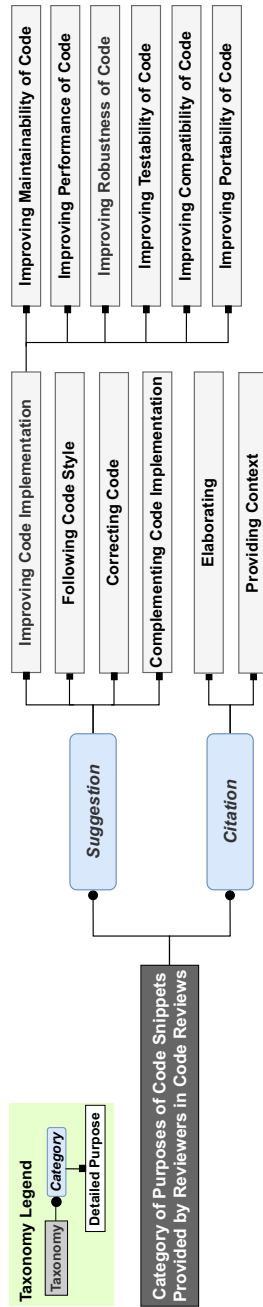 Taxonomy Legend
Taxonomy
Category
Detailed Purpose
Category of Purposes of Code Snippets
Provided by Reviewers in Code Reviews
Suggestion
Citation
Improving Code Implementation
Following Code Style
Correcting Code
Complementing Code Implementation
Elaborating
Providing Context
Improving Maintainability of Code
Improving Performance of Code
Improving Robustness of Code
Improving Testability of Code
Improving Compatibility of Code
Improving Portability of Code